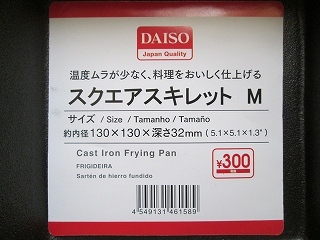 DAISO
Japan Quality
温度ムラが少なく、料理をおいしく仕上げる
スクエアスキレット M
サイズ / Size / Tamanho / Tamaño
約内径130×130×深さ32mm (5.1×5.1×1.3")
Cast Iron Frying Pan
FRIGIDEIRA
Sartén de hierro fundido
¥300
4 549131 461589